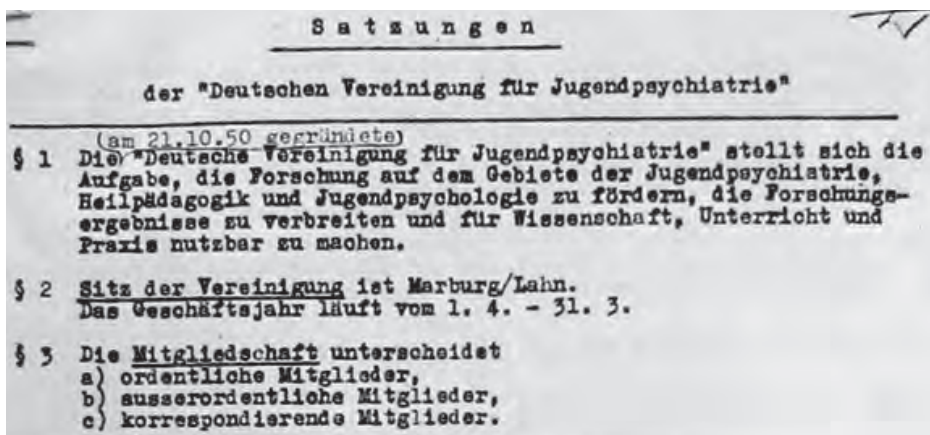 Satzungen
der "Deutschen Vereinigung für Jugendpsychiatrie"
(am 21.10.50 gegründete)
§ 1 Die "Deutsche Vereinigung für Jugendpsychiatrie" stellt sich die
Aufgabe, die Forschung auf dem Gebiete der Jugendpsychiatrie,
Heilpädagogik und Jugendpsychologie zu fördern, die Forschungs-
ergebnisse zu verbreiten und für Wissenschaft, Unterricht und
Praxis nutzbar zu machen.
§ 2 Sitz der Vereinigung ist Marburg/Lahn.
Das Geschäftsjahr läuft vom 1. 4. - 31. 3.
§ 3 Die Mitgliedschaft unterscheidet
a) ordentliche Mitglieder,
b) ausserordentliche Mitglieder,
c) korrespondierende Mitglieder.